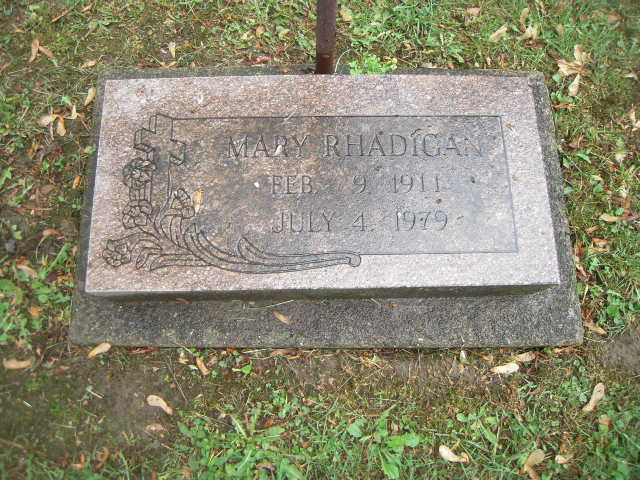 MARY RHADIGAN
FEB. 9, 1911
JULY 4, 1979